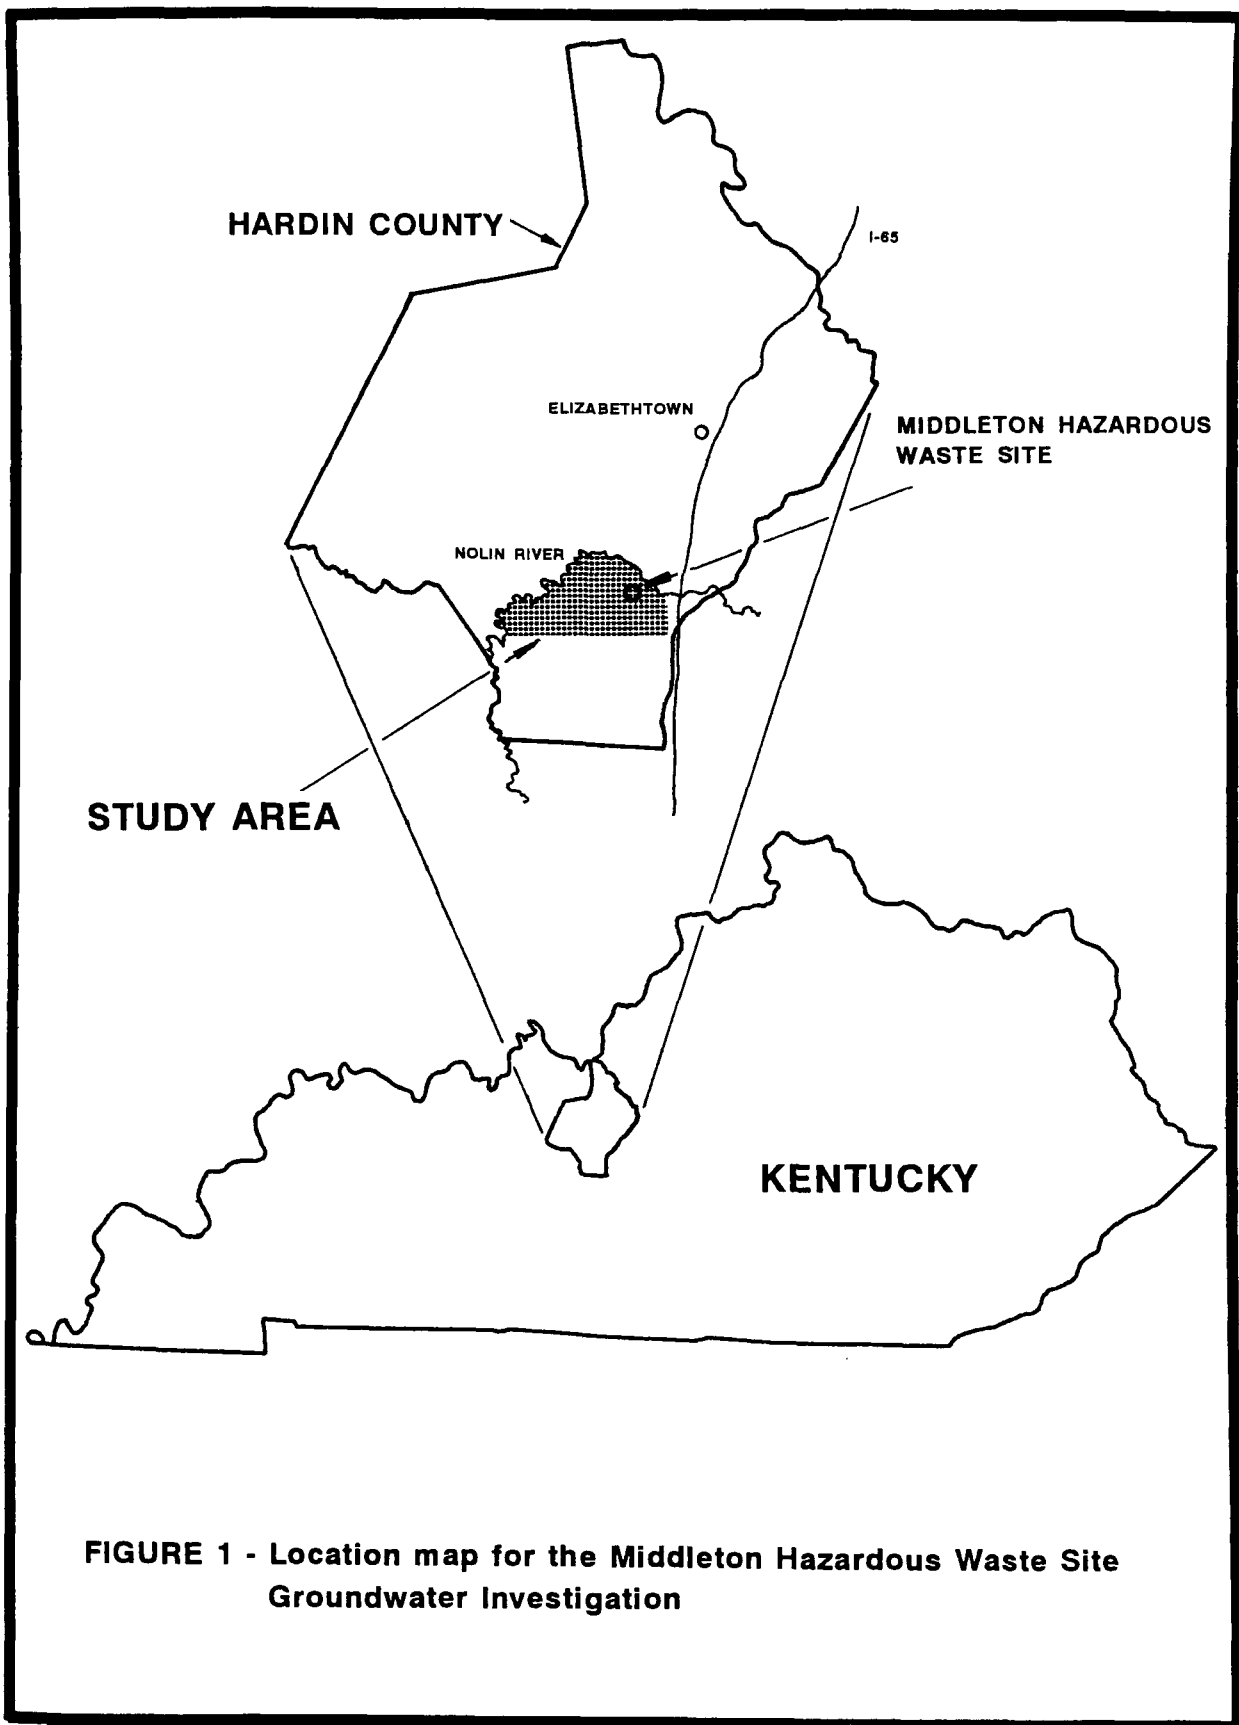 HARDIN COUNTY
I-65
ELIZABETHTOWN
MIDDLETON HAZARDOUS
WASTE SITE
NOLIN RIVER
STUDY AREA
KENTUCKY
FIGURE 1 - Location map for the Middleton Hazardous Waste Site
Groundwater Investigation